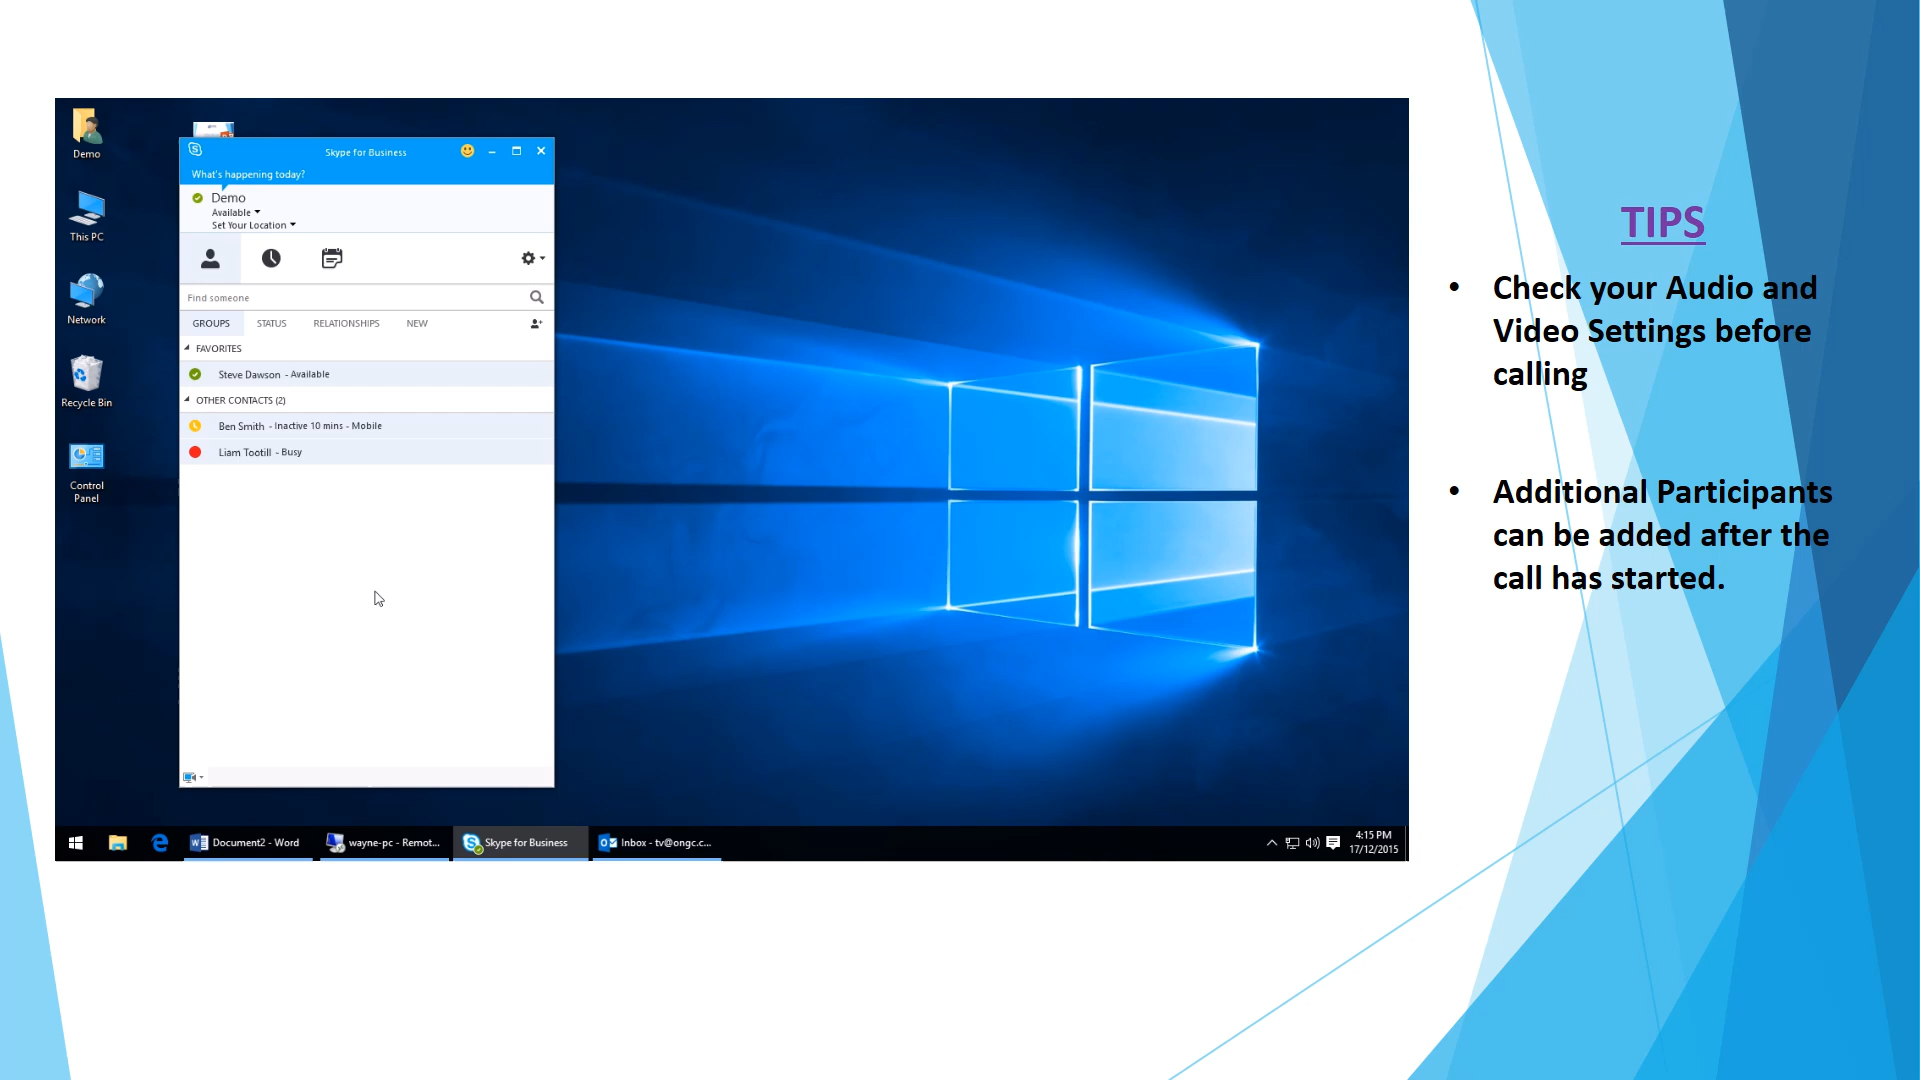 Demo
This PC
Network
Recycle Bin
Control
Panel
Skype for Business
What's happening today?
Demo
Available
Set Your Location
Find someone
GROUPS STATUS RELATIONSHIPS NEW
FAVORITES
Steve Dawson - Available
OTHER CONTACTS (2)
Ben Smith - Inactive 10 mins - Mobile
Liam Tootill - Busy
Document2 - Word
wayne-pc - Remot...
Skype for Business
Inbox - tv@ongc.c...
4:15 PM
17/12/2015
TIPS
• Check your Audio and
Video Settings before
calling
• Additional Participants
can be added after the
call has started.